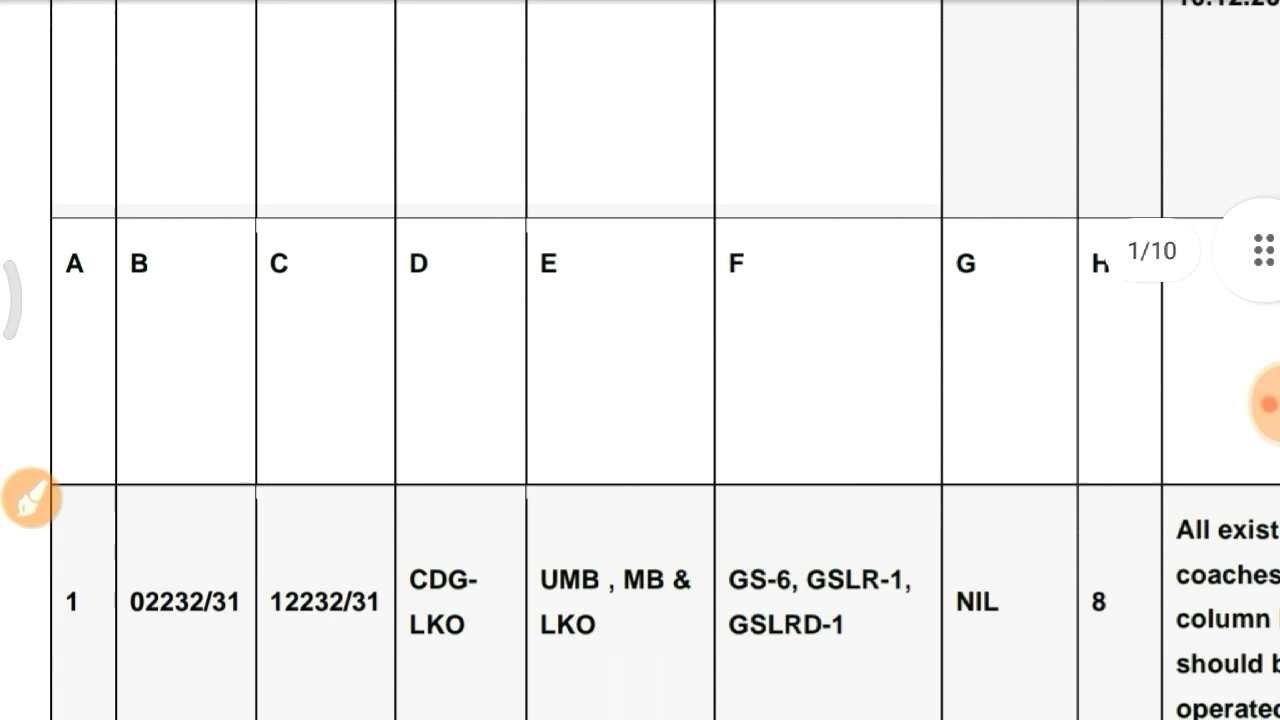 A B C D E F G H
1/10
1 02232/31 12232/31 CDG- UMB , MB & GS-6, GSLR-1, NIL 8 All exist
LKO LKO GSLRD-1 coaches
column
should b
operated